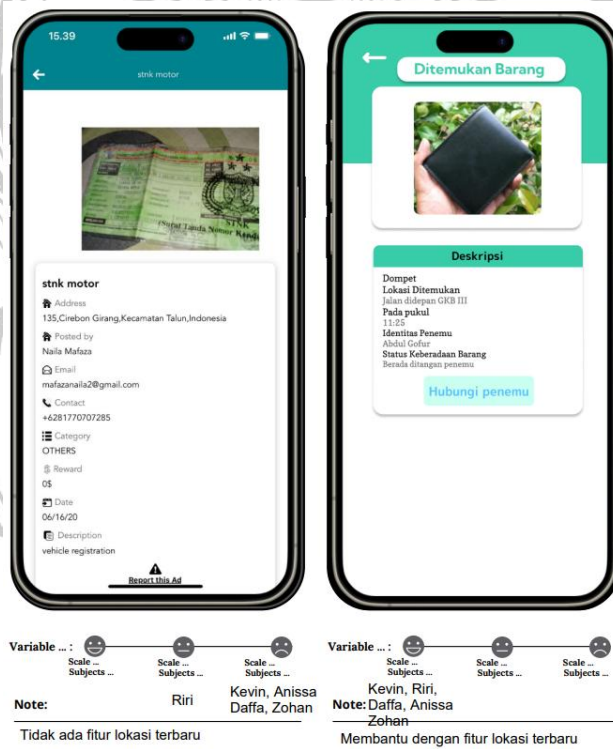 15.39
stnk motor
STNK
(Surat Tanda Nomor
stnk motor
Address
135,Cirebon Girang,Kecamatan Talun,Indonesia
Posted by
Naila Mafaza
Email
mafazanaila2@gmail.com
Contact
+6281770707285
Category
OTHERS
Reward
0$
Date
06/16/20
Description
vehicle registration
Report this Ad
Variable ... :
Scale ... Scale ... Scale ...
Subjects ... Subjects ... Subjects ...
Note: Riri Kevin, Anissa
Daffa, Zohan
Tidak ada fitur lokasi terbaru
Ditemukan Barang
Deskripsi
Dompet
Lokasi Ditemukan
Jalan didepan GKB III
Pada pukul
11:25
Identitas Penemu
Abdul Gofur
Status Keberadaan Barang
Berada ditangan penemu
Hubungi penemu
Variable ... :
Scale ... Scale ... Scale ...
Subjects ... Subjects ... Subjects ...
Kevin, Riri,
Note: Daffa, Anissa
Zohan
Membantu dengan fitur lokasi terbaru